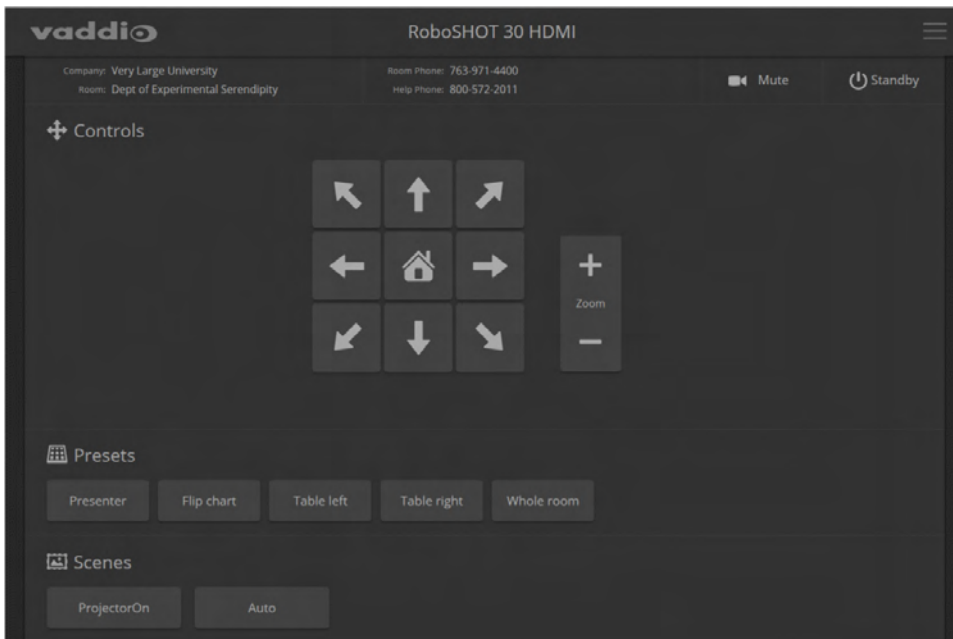 vaddio
RoboSHOT 30 HDMI
Company: Very Large University
Room: Dept of Experimental Serendipity
Room Phone: 763-971-4400
Help Phone: 800-572-2011
Mute
Standby
Controls
Zoom
Presets
Presenter
Flip chart
Table left
Table right
Whole room
Scenes
ProjectorOn
Auto